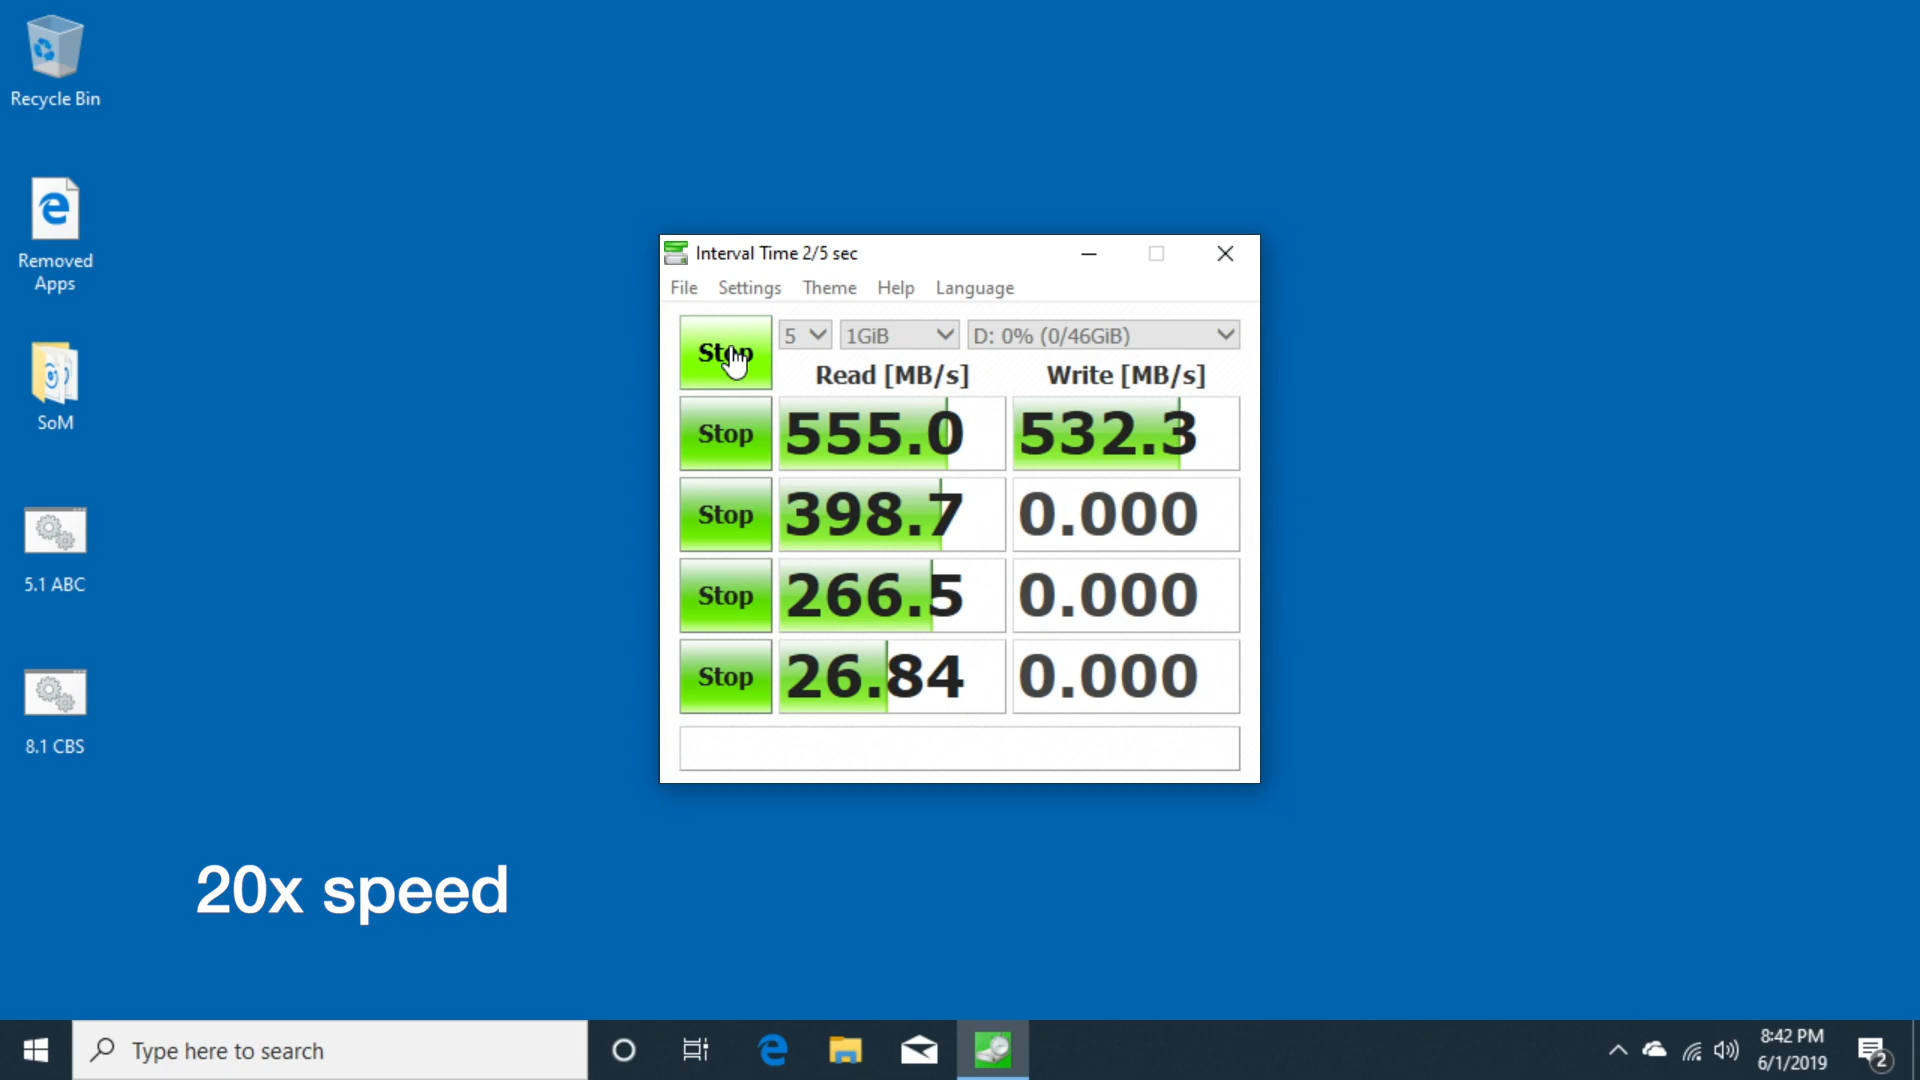 Recycle Bin
Removed
Apps
SoM
5.1 ABC
8.1 CBS
Interval Time 2/5 sec
File Settings Theme Help Language
Stop 5 1GiB D: 0% (0/46GiB)
Read [MB/s] Write [MB/s]
Stop 555.0 532.3
Stop 398.7 0.000
Stop 266.5 0.000
Stop 26.84 0.000
20x speed
Type here to search
8:42 PM
6/1/2019
2